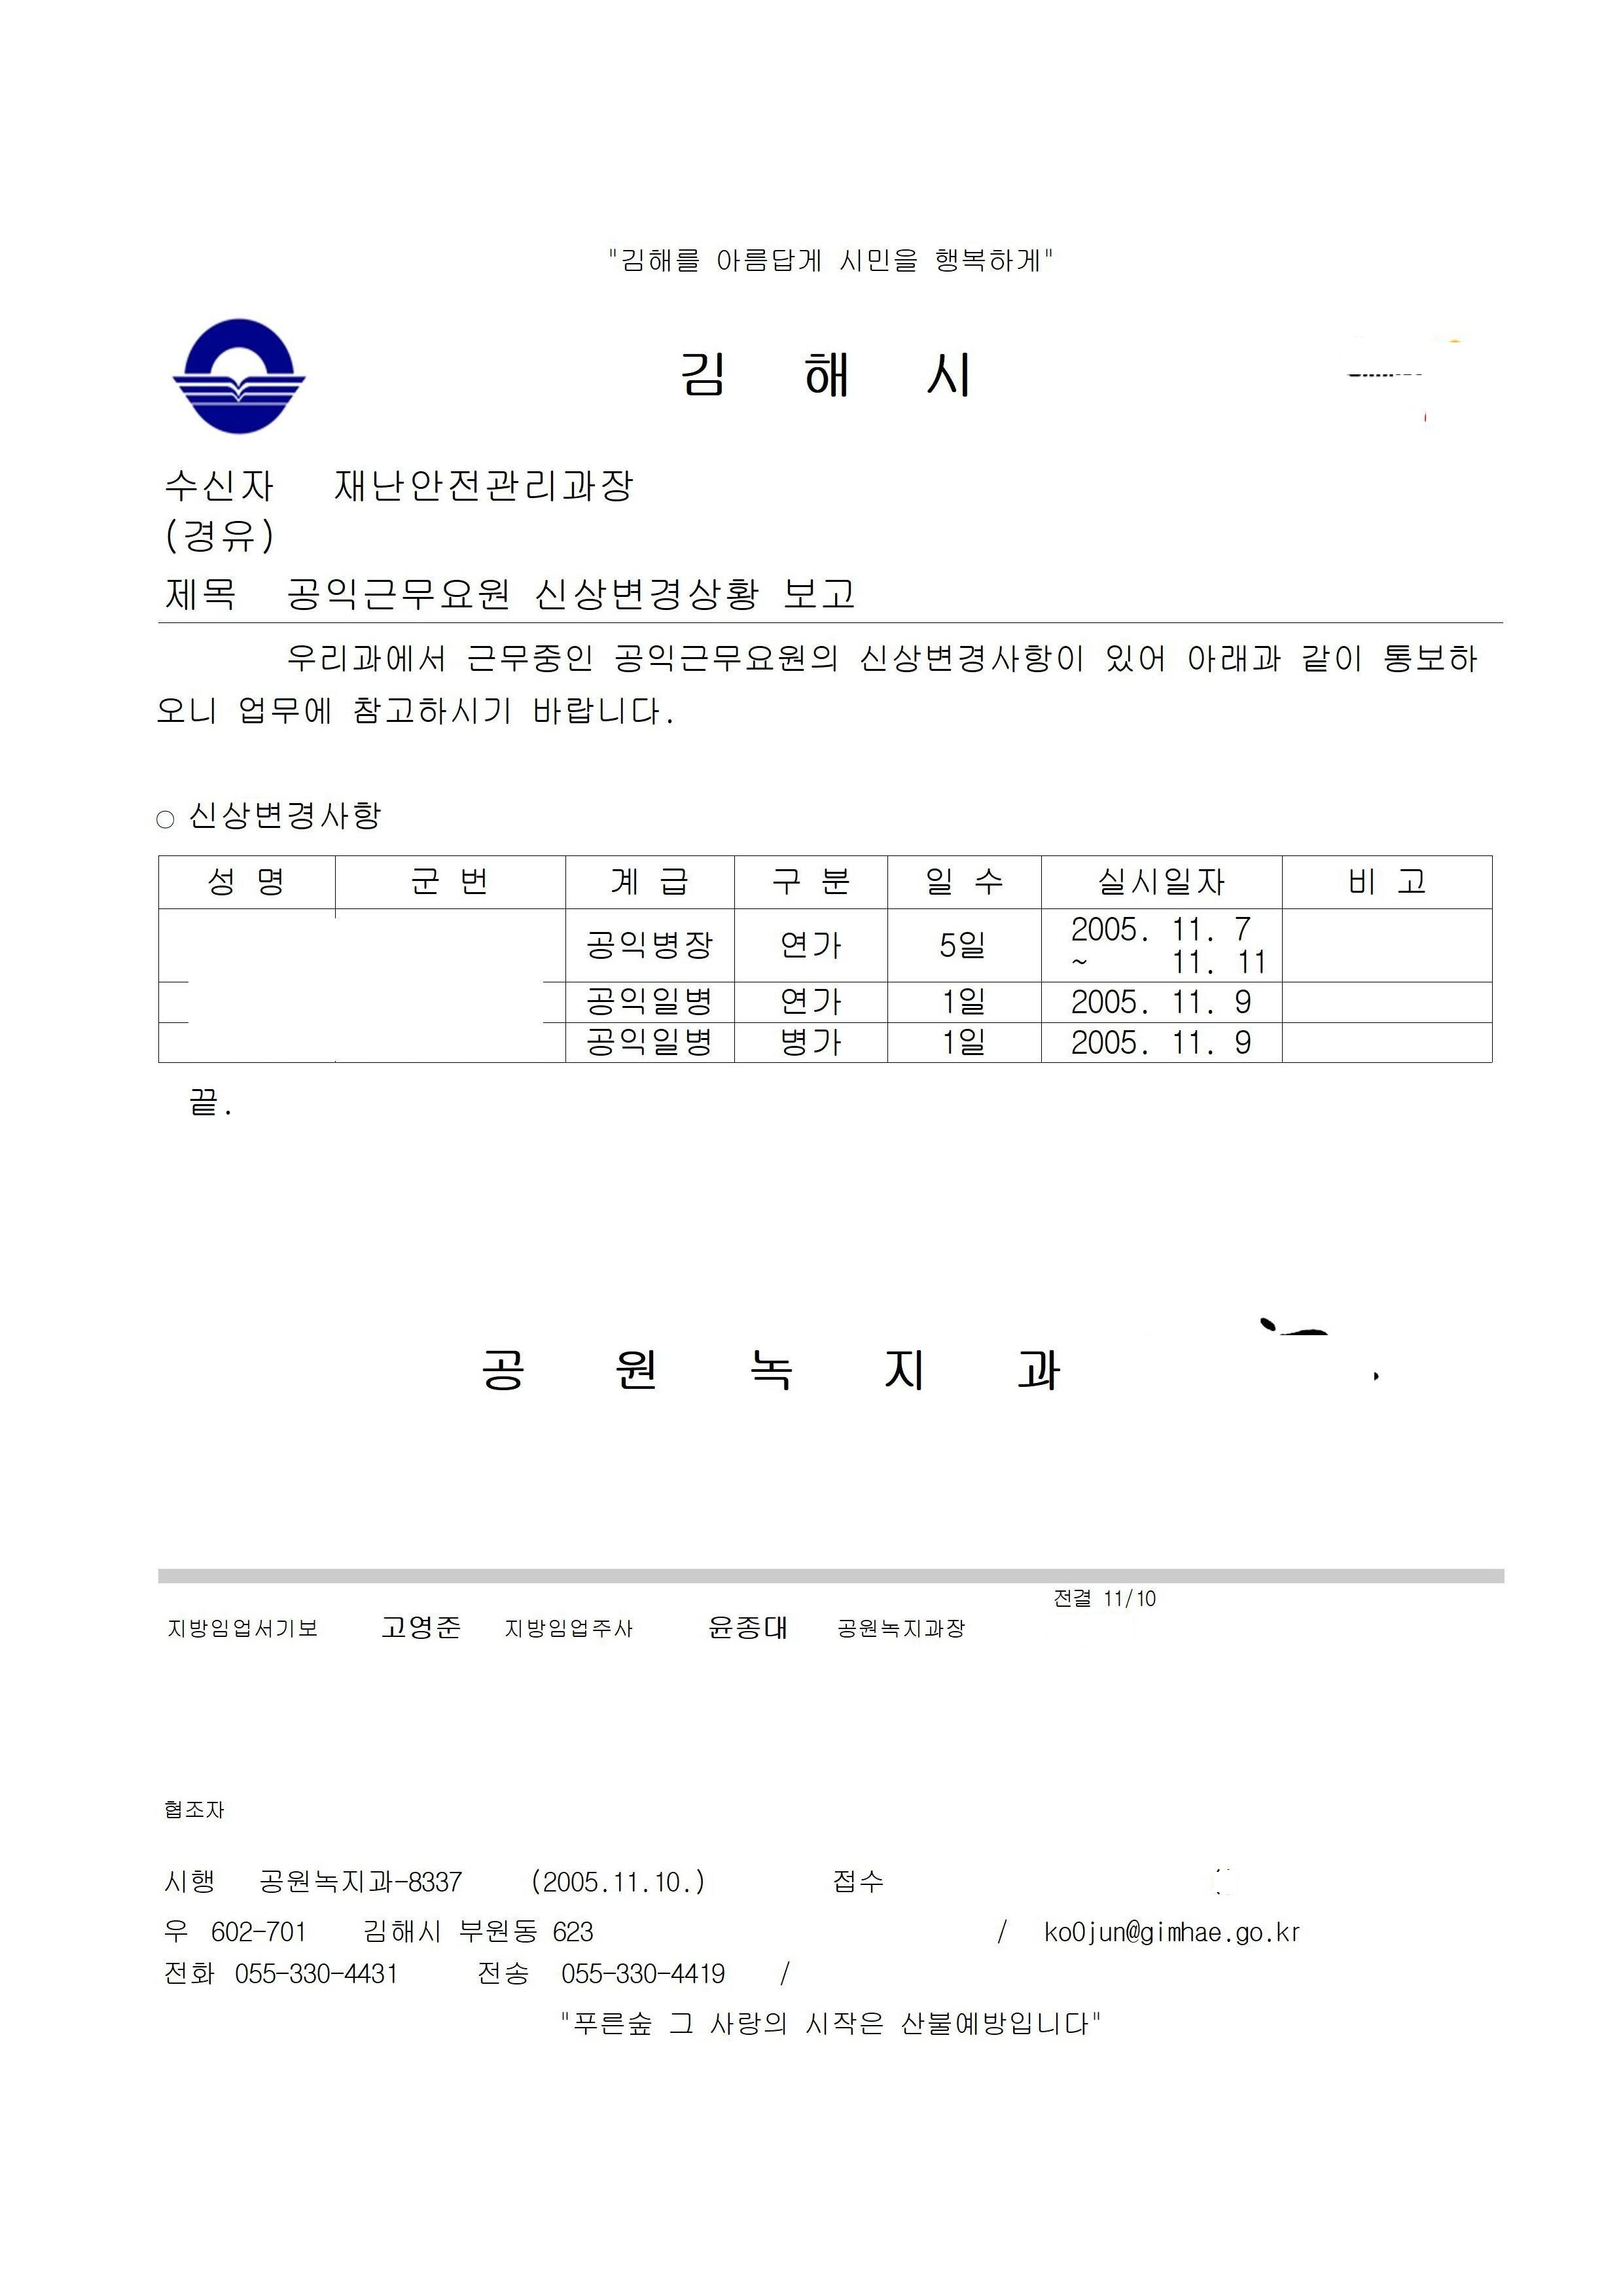 "김해를 아름답게 시민을 행복하게"
김 해 시
수신자 재난안전관리과장
(경유)
제목 공익근무요원 신상변경상황 보고
우리과에서 근무중인 공익근무요원의 신상변경사항이 있어 아래과 같이 통보하
오니 업무에 참고하시기 바랍니다.
○ 신상변경사항
성 명 군 번 계 급 구 분 일 수 실시일자 비 고
공익병장 연가 5일 2005. 11. 7
~ 11. 11
공익일병 연가 1일 2005. 11. 9
공익일병 병가 1일 2005. 11. 9
끝.
공 원 녹 지 과
전결 11/10
지방임업서기보 고영준 지방임업주사 윤종대 공원녹지과장
협조자
시행 공원녹지과-8337 (2005.11.10.) 접수
우 602-701 김해시 부원동 623 / ko0jun@gimhae.go.kr
전화 055-330-4431 전송 055-330-4419 /
"푸른숲 그 사랑의 시작은 산불예방입니다"